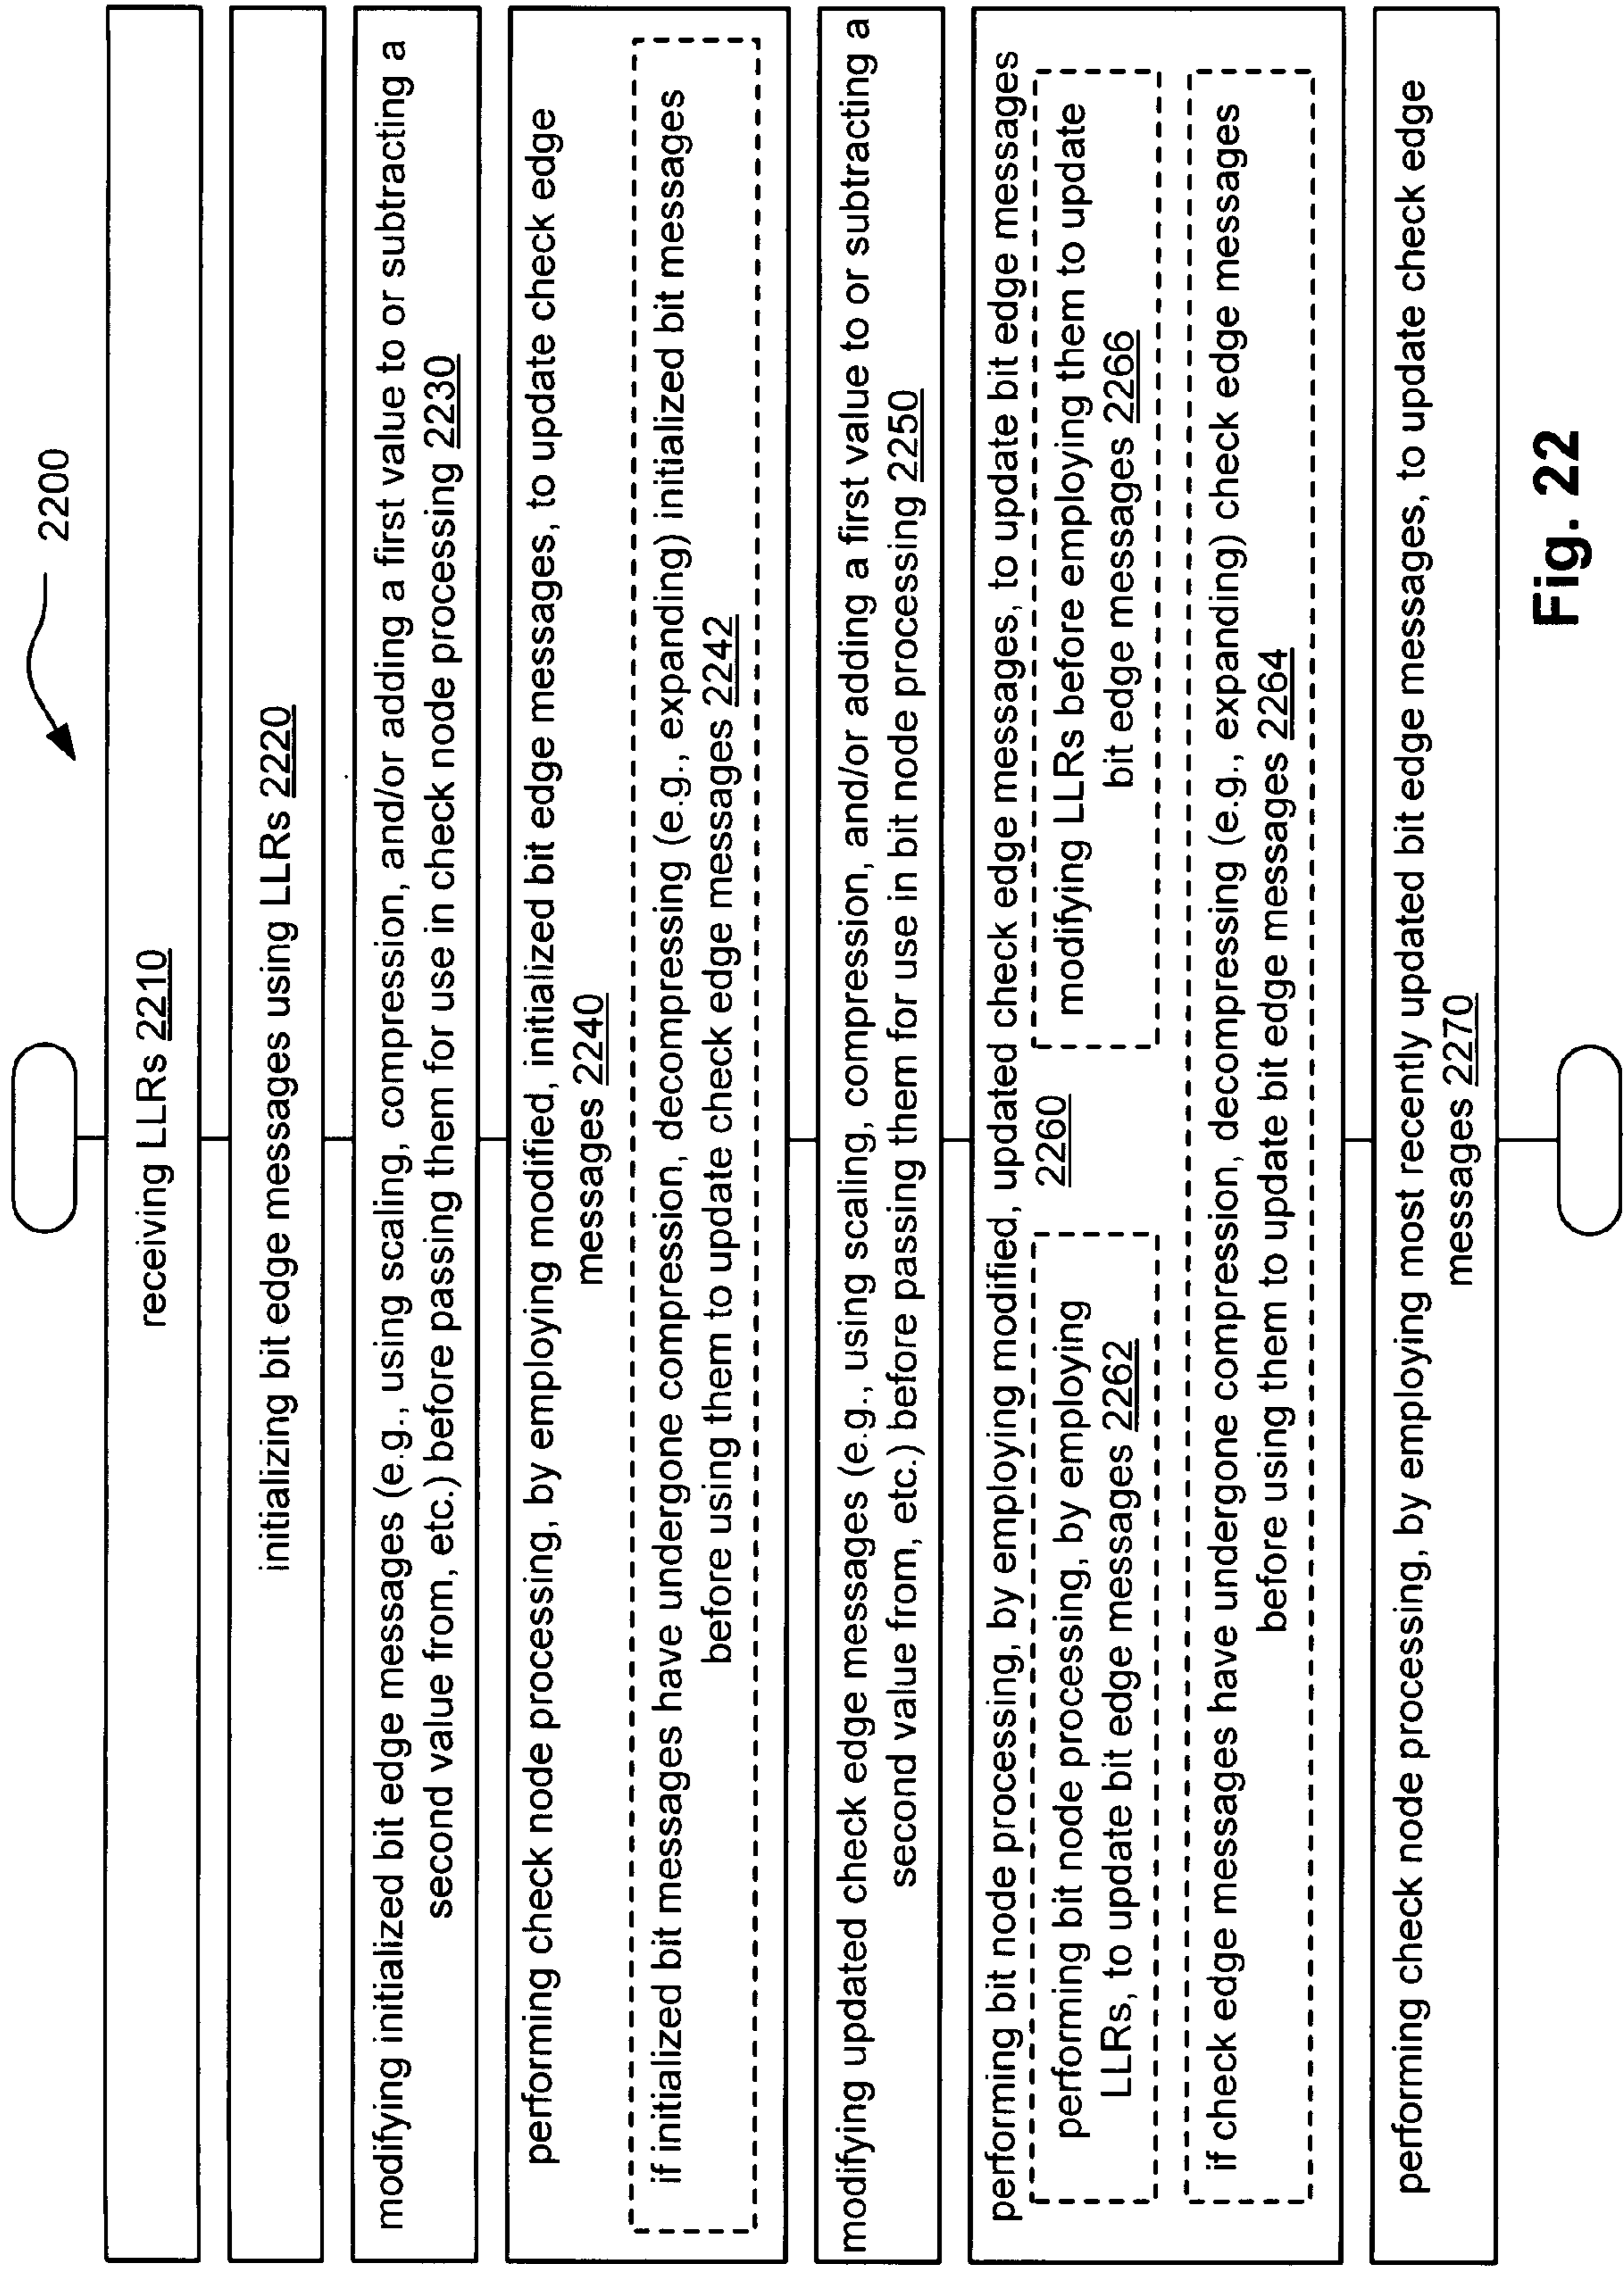 2200
receiving LLRs 2210
initializing bit edge messages using LLRs 2220
modifying initialized bit edge messages (e.g., using scaling, compression, and/or adding a first value to or subtracting a
second value from, etc.) before passing them for use in check node processing 2230
performing check node processing, by employing modified, initialized bit edge messages, to update check edge
messages 2240
if initialized bit messages have undergone compression, decompressing (e.g., expanding) initialized bit messages
before using them to update check edge messages 2242
modifying updated check edge messages (e.g., using scaling, compression, and/or adding a first value to or subtracting a
second value from, etc.) before passing them for use in bit node processing 2250
performing bit node processing, by employing modified, updated check edge messages, to update bit edge messages
2260
performing bit node processing, by employing
LLRs, to update bit edge messages 2262
modifying LLRs before employing them to update
bit edge messages 2266
if check edge messages have undergone compression, decompressing (e.g., expanding) check edge messages
before using them to update bit edge messages 2264
performing check node processing, by employing most recently updated bit edge messages, to update check edge
messages 2270
Fig. 22